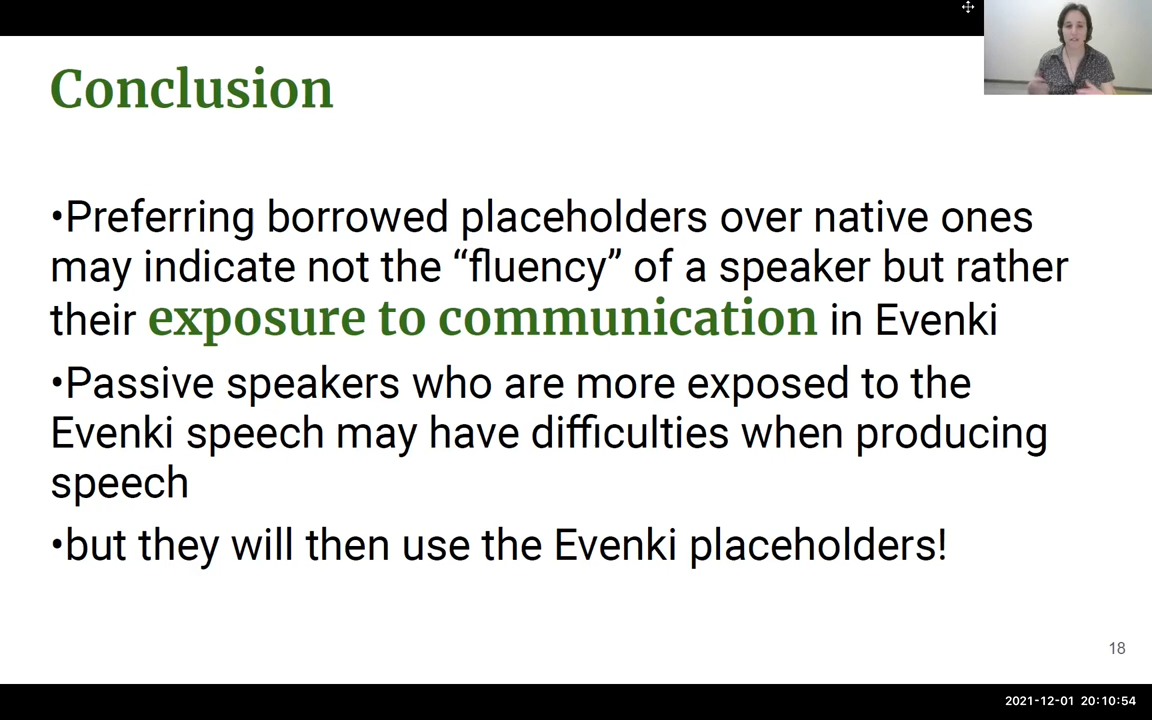 Conclusion
•Preferring borrowed placeholders over native ones
may indicate not the “fluency” of a speaker but rather
their exposure to communication in Evenki
•Passive speakers who are more exposed to the
Evenki speech may have difficulties when producing
speech
•but they will then use the Evenki placeholders!
18
2021-12-01 20:10:54